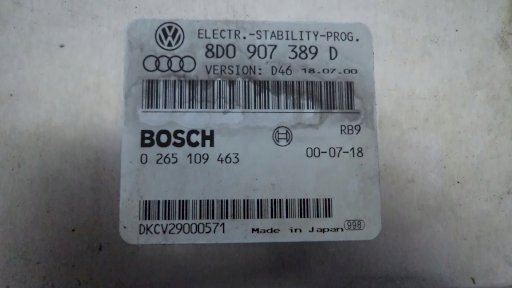 ELECTR.-STABILITY-PROG.
8D0 907 389 D
VERSION: D46 18.07.00
BOSCH RB9
0 265 109 463 00-07-18
DKCV29000571 Made in Japan 998